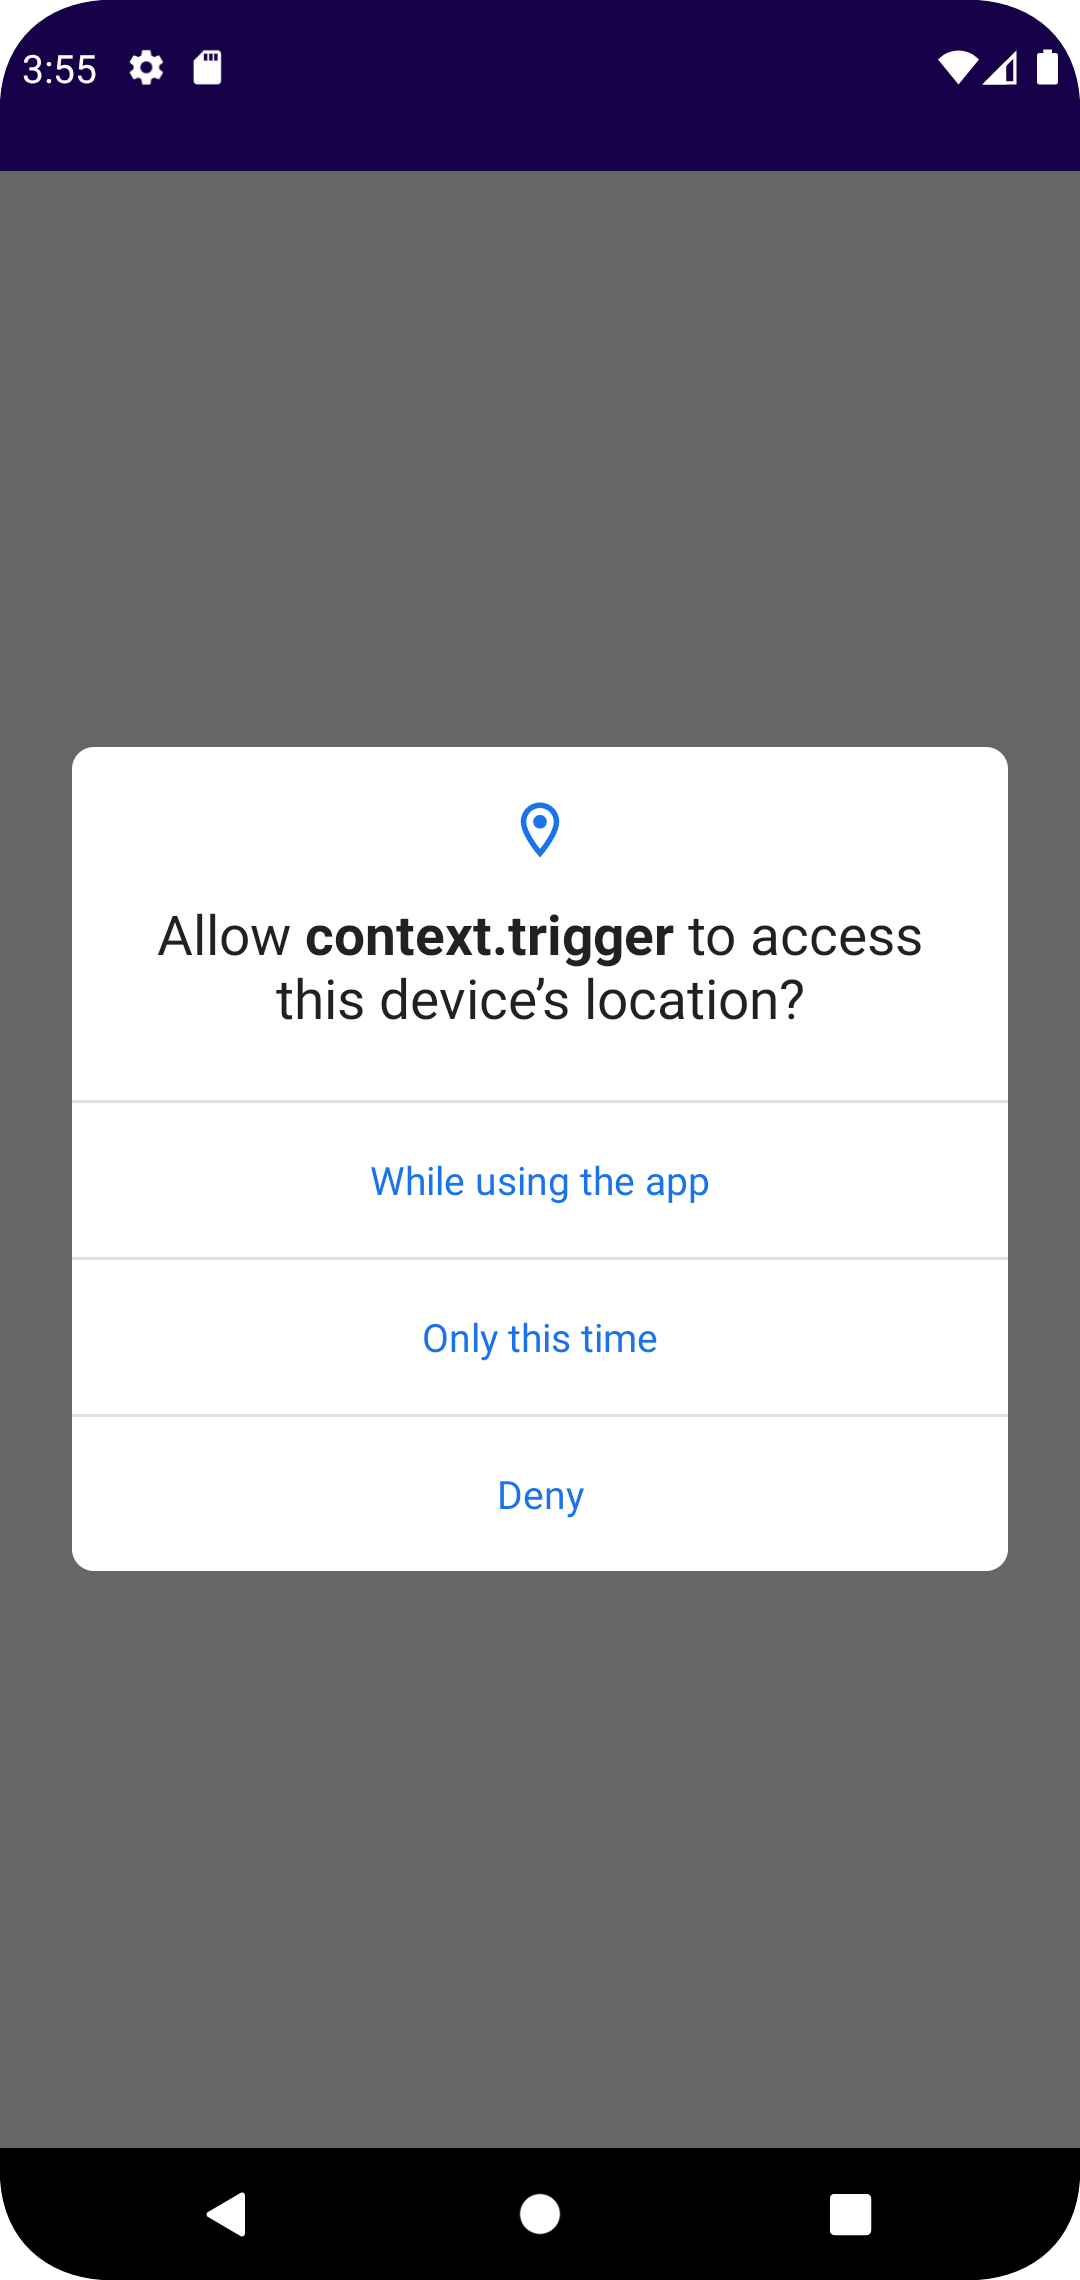 3:55
Allow context.trigger to access
this device’s location?
While using the app
Only this time
Deny